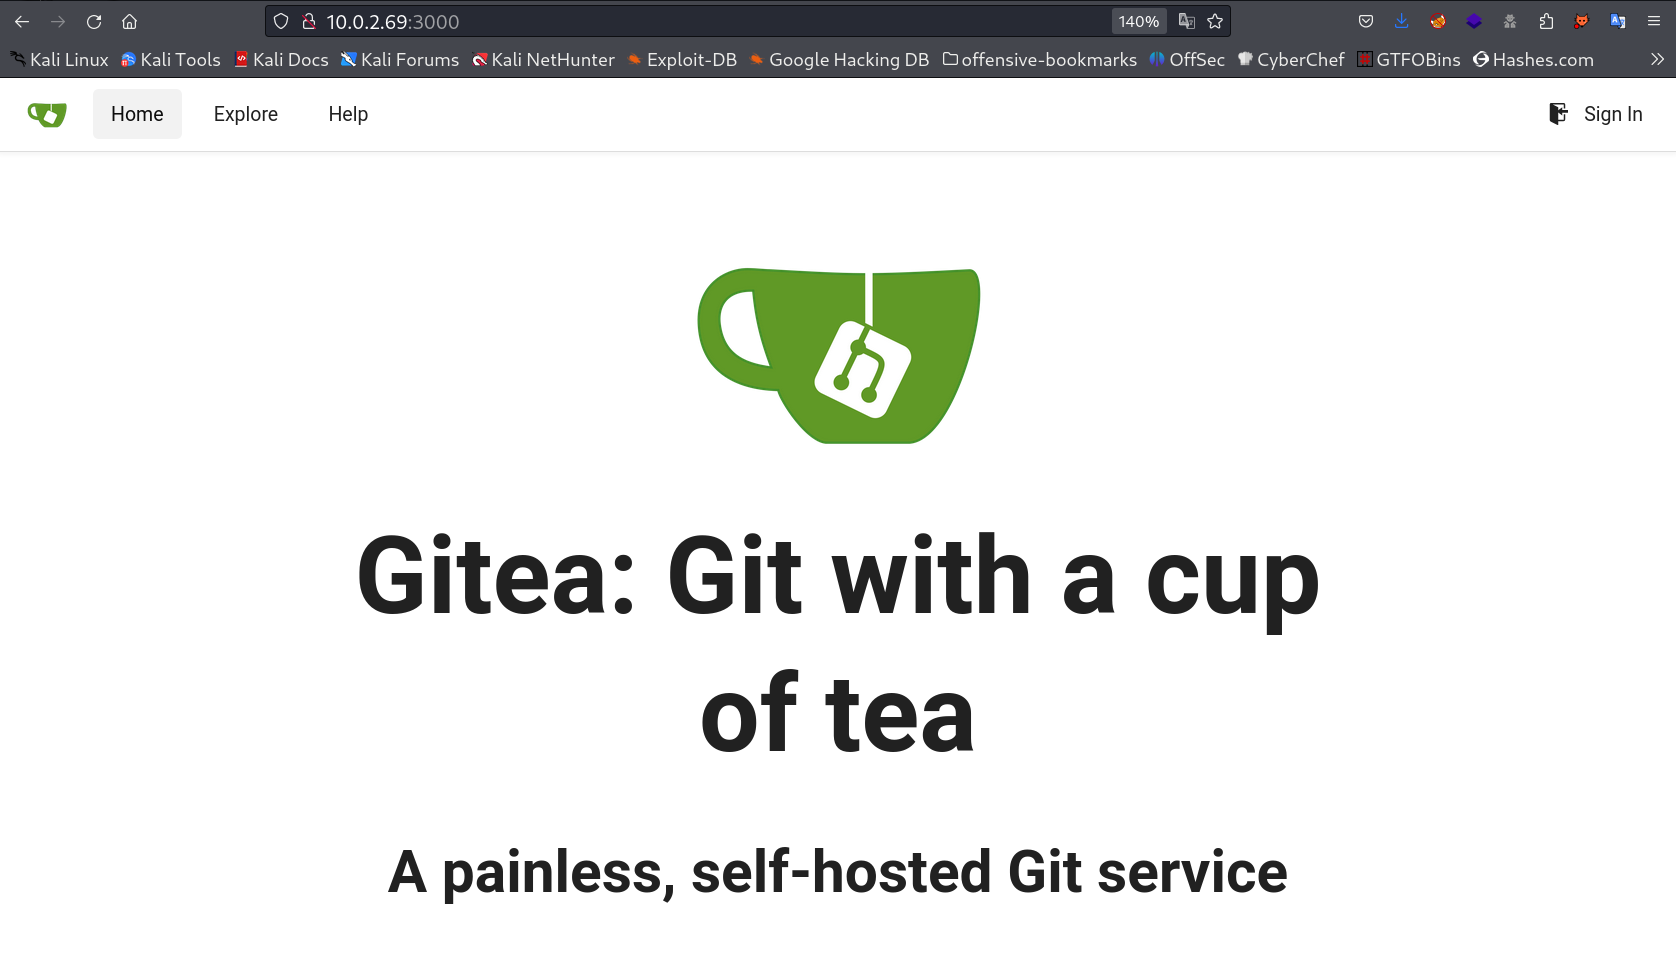 10.0.2.69:3000 140%
Kali Linux Kali Tools Kali Docs Kali Forums Kali NetHunter Exploit-DB Google Hacking DB offensive-bookmarks OffSec CyberChef GTFOBins Hashes.com
Home Explore Help Sign In
Gitea: Git with a cup
of tea
A painless, self-hosted Git service